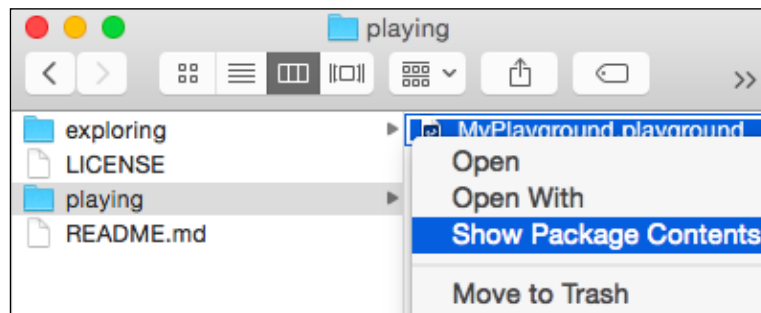 playing
exploring
LICENSE
playing
README.md
MyPlayground.playground
Open
Open With
Show Package Contents
Move to Trash